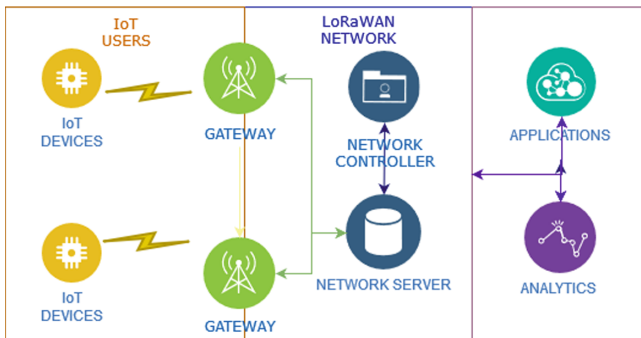 IoT
USERS
LoRaWAN
NETWORK
IoT
DEVICES
GATEWAY
NETWORK
CONTROLLER
APPLICATIONS
IoT
DEVICES
GATEWAY
NETWORK SERVER
ANALYTICS